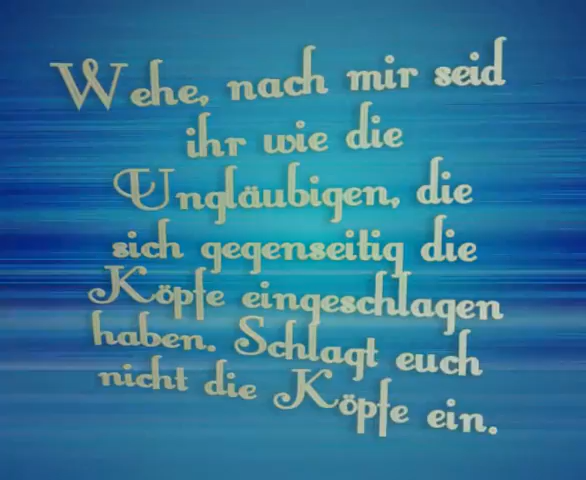 Wehe, nach mir seid
ihr wie die
Ungläubigen, die
sich gegenseitig die
Köpfe eingeschlagen
haben. Schlagt euch
nicht die Köpfe ein.